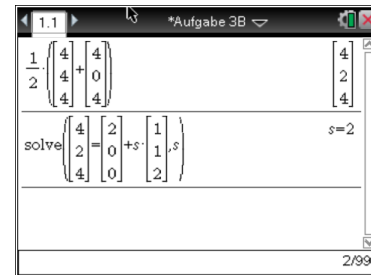 1.1 *Aufgabe 3B
1/2·([4 4 4]+[4 0 4]) [4 2 4]
solve([4 2 4]=[2 0 0]+s·[1 1 2],s) s=2
2/99